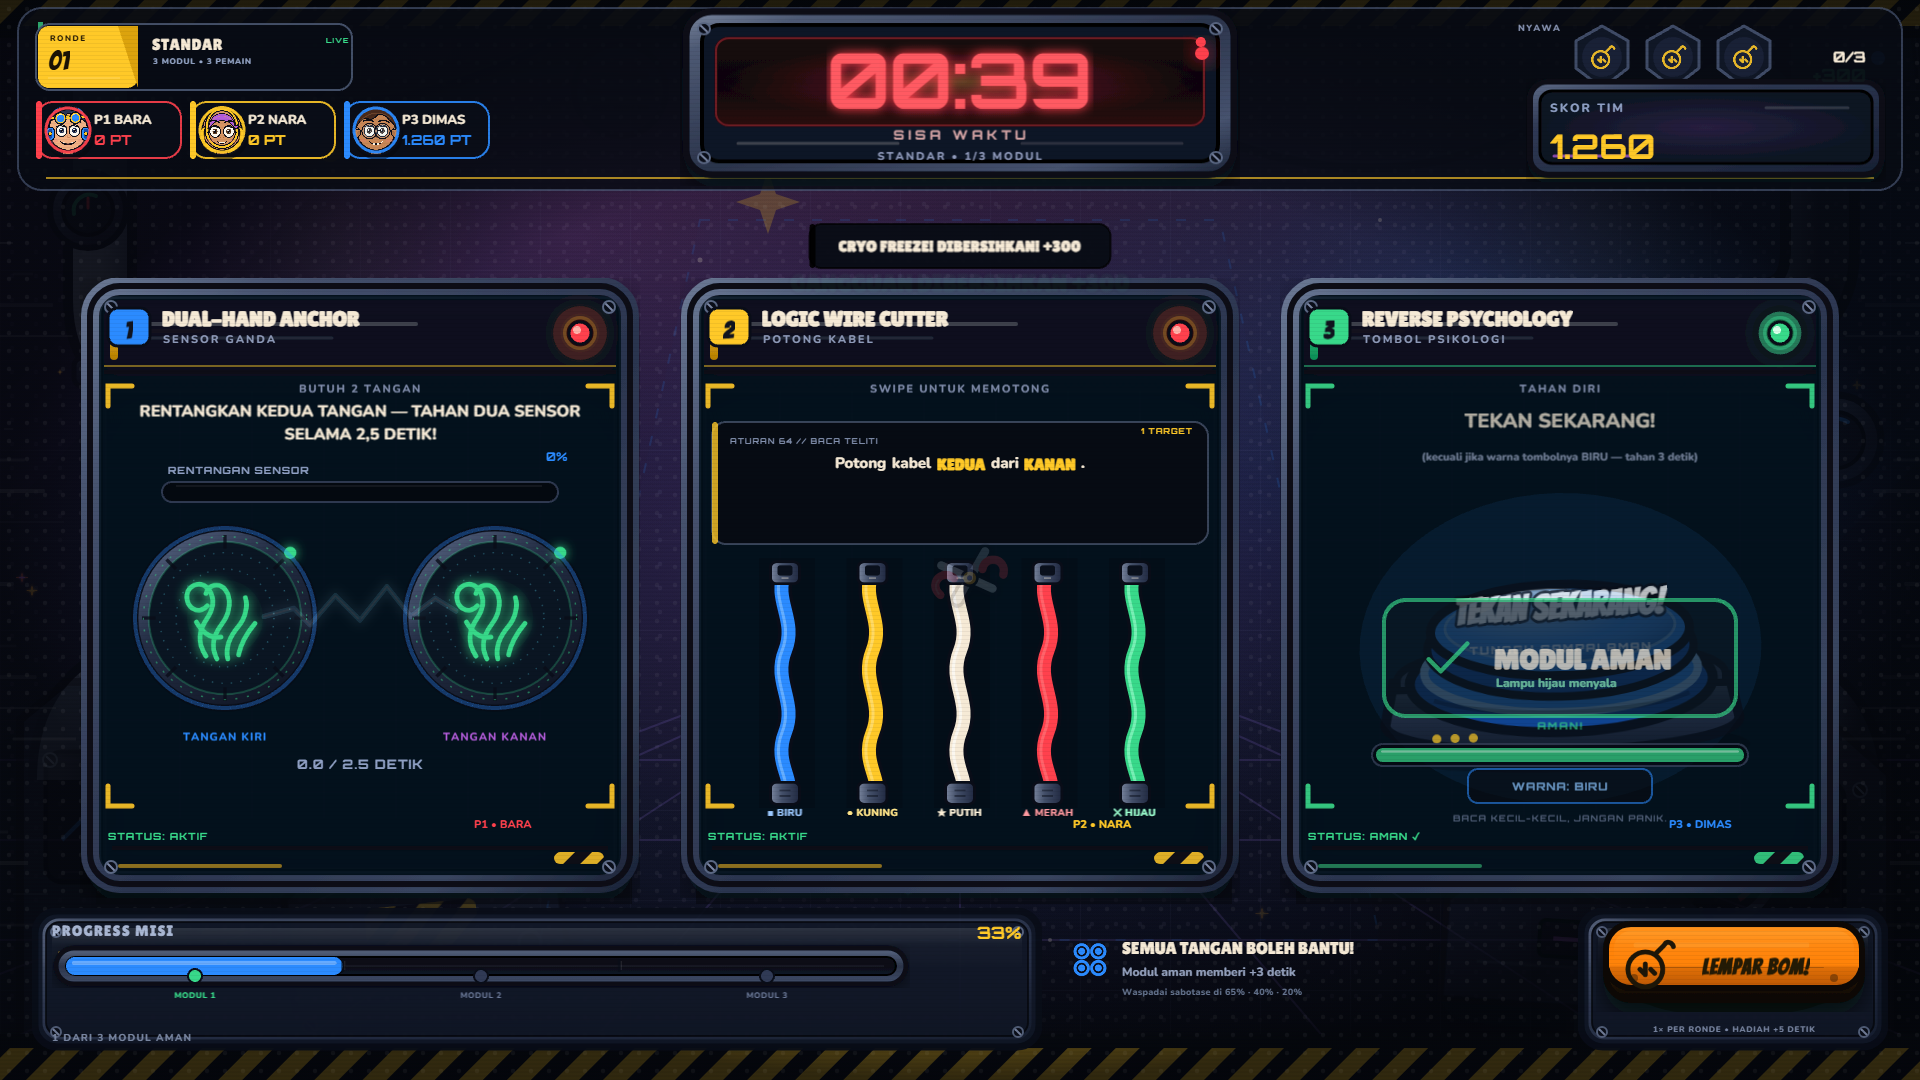 RONDE
01
STANDAR
3 MODUL • 3 PEMAIN
LIVE
P1 BARA
0 PT
P2 NARA
0 PT
P3 DIMAS
1.260 PT
00:39
SISA WAKTU
STANDAR • 1/3 MODUL
NYAWA
0/3
SKOR TIM
1.260
CRYO FREEZE! DIBERSIHKAN! +300
1
DUAL-HAND ANCHOR
SENSOR GANDA
BUTUH 2 TANGAN
RENTANGKAN KEDUA TANGAN — TAHAN DUA SENSOR
SELAMA 2,5 DETIK!
0%
RENTANGAN SENSOR
TANGAN KIRI
TANGAN KANAN
0.0 / 2.5 DETIK
P1 • BARA
STATUS: AKTIF
2
LOGIC WIRE CUTTER
POTONG KABEL
SWIPE UNTUK MEMOTONG
1 TARGET
ATURAN 64 // BACA TELITI
Potong kabel KEDUA dari KANAN .
■ BIRU
● KUNING
★ PUTIH
▲ MERAH
✕ HIJAU
P2 • NARA
STATUS: AKTIF
3
REVERSE PSYCHOLOGY
TOMBOL PSIKOLOGI
TAHAN DIRI
TEKAN SEKARANG!
(kecuali jika warna tombolnya BIRU — tahan 3 detik)
TEKAN SEKARANG!
MODUL AMAN
Lampu hijau menyala
AMAN!
WARNA: BIRU
BACA KECIL-KECIL, JANGAN PANIK.
P3 • DIMAS
STATUS: AMAN ✓
PROGRESS MISI
33%
MODUL 1
MODUL 2
MODUL 3
1 DARI 3 MODUL AMAN
SEMUA TANGAN BOLEH BANTU!
Modul aman memberi +3 detik
Waspadai sabotase di 65% · 40% · 20%
LEMPAR BOM!
1× PER RONDE • HADIAH +5 DETIK